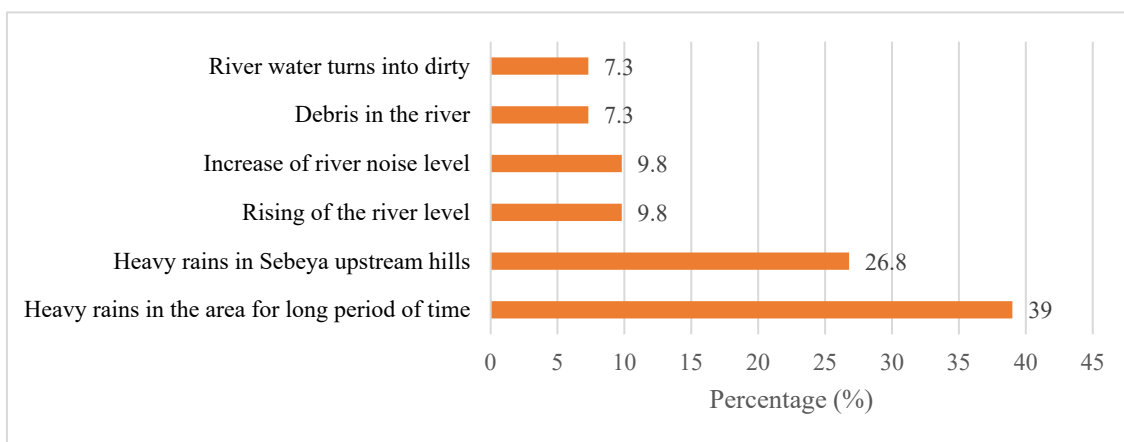 River water turns into dirty 7.3
Debris in the river 7.3
Increase of river noise level 9.8
Rising of the river level 9.8
Heavy rains in Sebeya upstream hills 26.8
Heavy rains in the area for long period of time 39
0 5 10 15 20 25 30 35 40 45
Percentage (%)